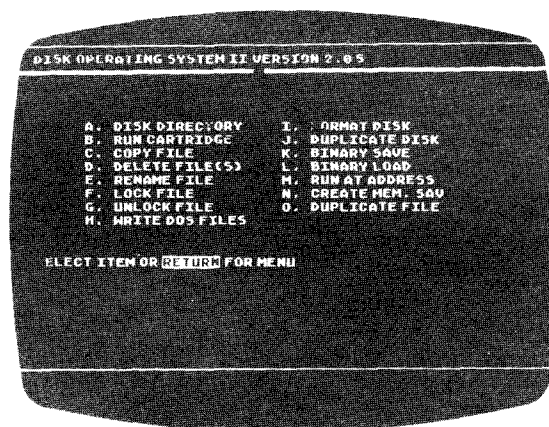 DISK OPERATING SYSTEM II VERSION 2.0S
A. DISK DIRECTORY
B. RUN CARTRIDGE
C. COPY FILE
D. DELETE FILE(S)
E. RENAME FILE
F. LOCK FILE
G. UNLOCK FILE
H. WRITE DOS FILES
I. ORMAT DISK
J. DUPLICATE DISK
K. BINARY SAVE
L. BINARY LOAD
M. RUN AT ADDRESS
N. CREATE MEM. SAV
O. DUPLICATE FILE
ELECT ITEM OR RETURN FOR MENU